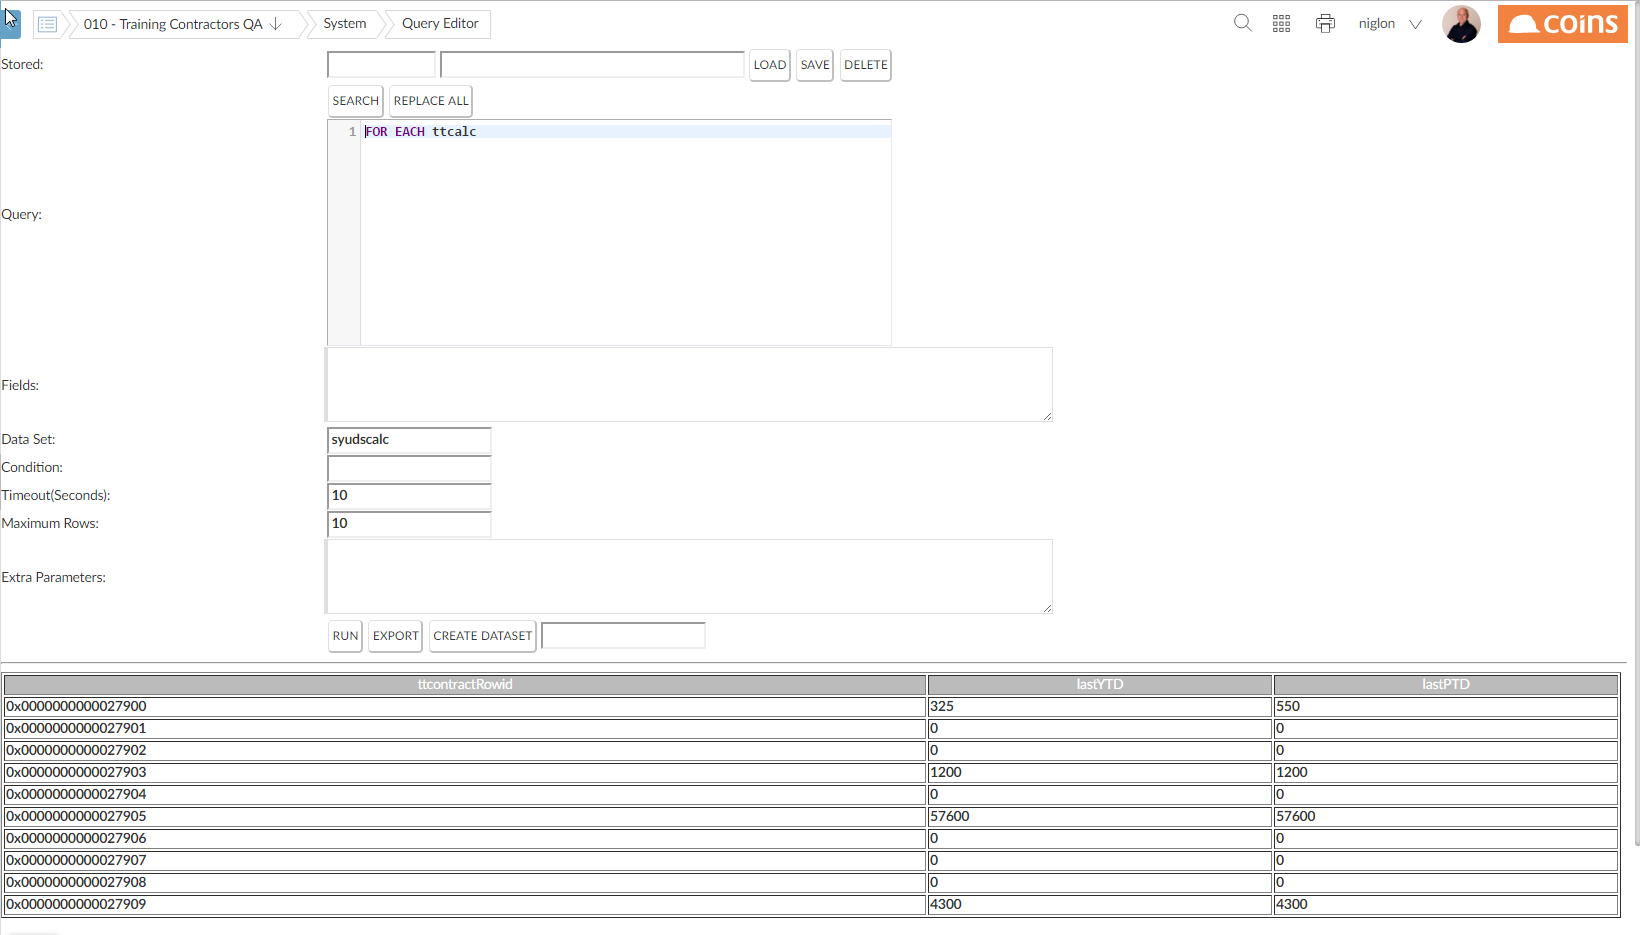 010 - Training Contractors QA System Query Editor niglon coins
Stored: LOAD SAVE DELETE
SEARCH REPLACE ALL
1 FOR EACH ttcalc
Query:
Fields:
Data Set: syudscalc
Condition:
Timeout(Seconds): 10
Maximum Rows: 10
Extra Parameters:
RUN EXPORT CREATE DATASET
ttcontractRowid lastYTD lastPTD
0x0000000000027900 325 550
0x0000000000027901 0 0
0x0000000000027902 0 0
0x0000000000027903 1200 1200
0x0000000000027904 0 0
0x0000000000027905 57600 57600
0x0000000000027906 0 0
0x0000000000027907 0 0
0x0000000000027908 0 0
0x0000000000027909 4300 4300